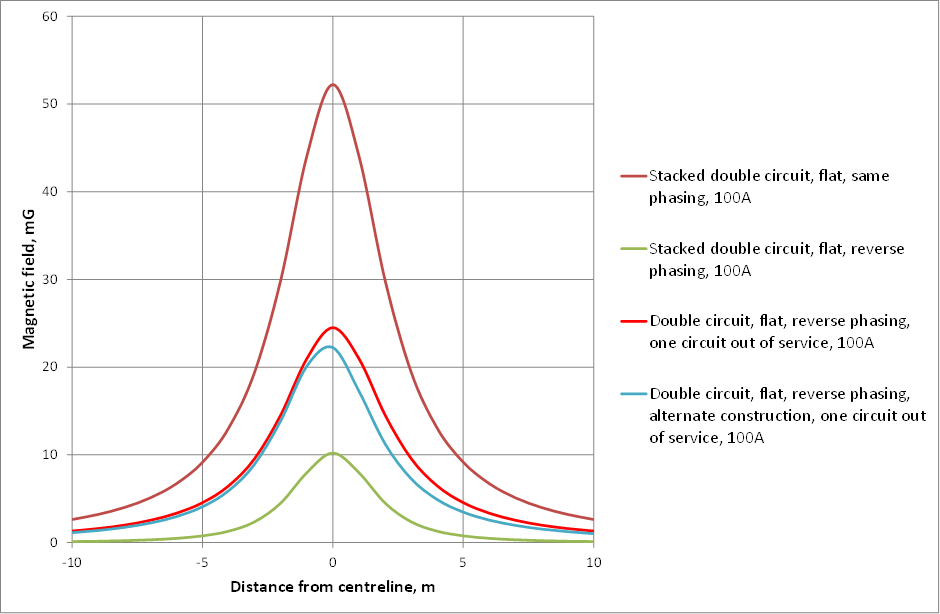 60
50
40
30
20
10
0
-10
-5
0
5
10
Magnetic field, mG
Distance from centreline, m
Stacked double circuit, flat, same
phasing, 100A
Stacked double circuit, flat, reverse
phasing, 100A
Double circuit, flat, reverse phasing,
one circuit out of service, 100A
Double circuit, flat, reverse phasing,
alternate construction, one circuit out
of service, 100A